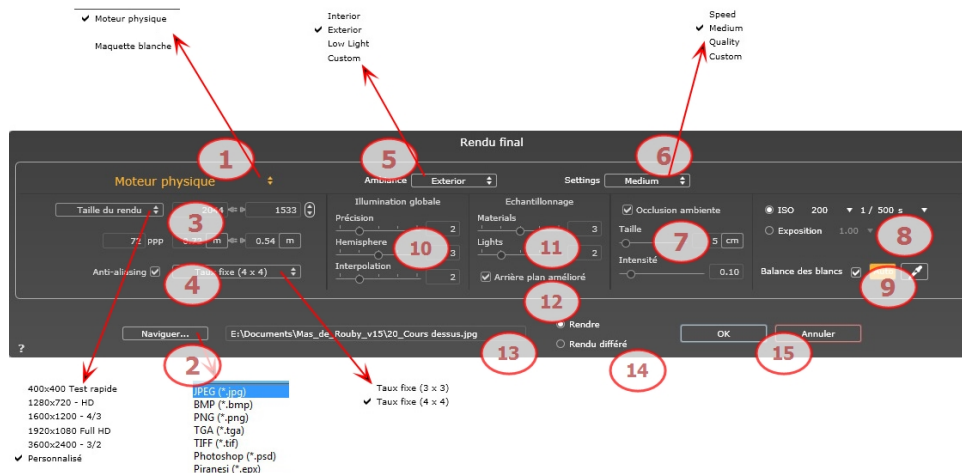 Moteur physique
Maquette blanche
Interior
Exterior
Low Light
Custom
Speed
Medium
Quality
Custom
Rendu final
1
5
6
Moteur physique
Ambiance Exterior
Settings Medium
Taille du rendu
3
1533
72 ppp
m
0.54 m
Anti-aliasing
Taux fixe (4 x 4)
4
Illumination globale
Précision
2
Hemisphere
10
3
Interpolation
2
Echantillonnage
Materials
3
Lights
11
2
Arrière plan amélioré
12
Occlusion ambiente
Taille
7
5 cm
Intensité
0.10
ISO 200 1 / 500 s
Exposition 1.00
8
Balance des blancs
9
Naviguer...
E:\Documents\Mas_de_Rouby_v15\20_Cours dessus.jpg
Rendre
Rendu différé
OK
Annuler
?
2
13
14
15
400x400 Test rapide
1280x720 - HD
1600x1200 - 4/3
1920x1080 Full HD
3600x2400 - 3/2
Personnalisé
JPEG (*.jpg)
BMP (*.bmp)
PNG (*.png)
TGA (*.tga)
TIFF (*.tif)
Photoshop (*.psd)
Piranesi (*.epx)
Taux fixe (3 x 3)
Taux fixe (4 x 4)